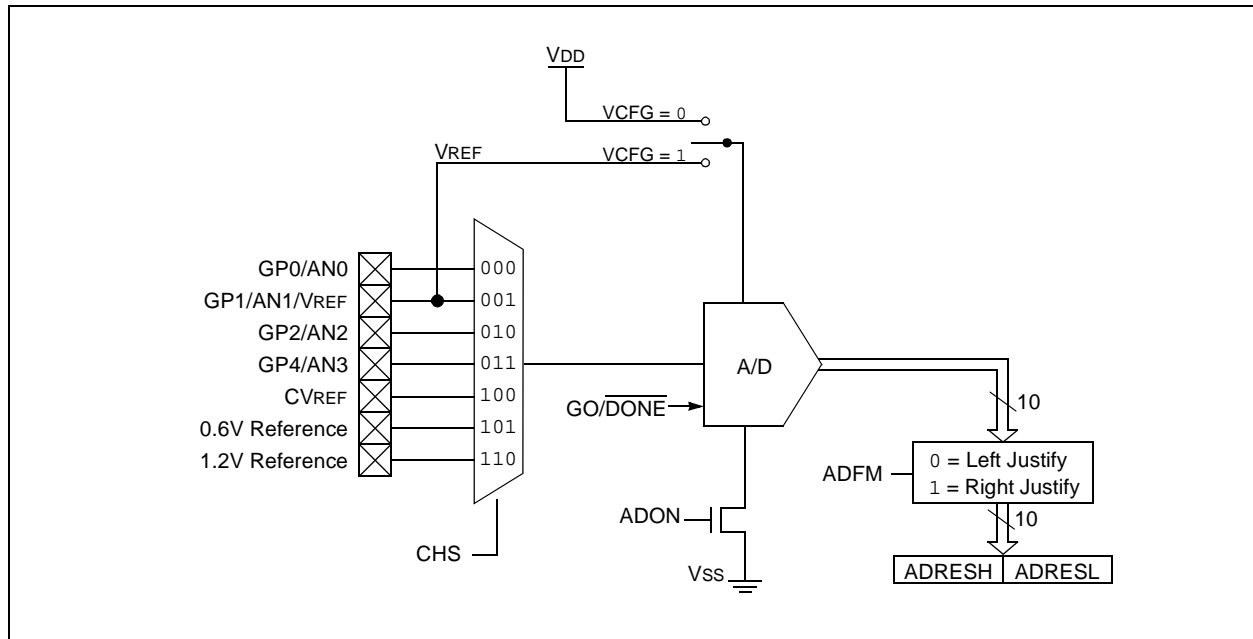 VDD
VCFG = 0
VREF
VCFG = 1
GP0/AN0
000
GP1/AN1/VREF
001
GP2/AN2
010
GP4/AN3
011
A/D
CVREF
100
GO/DONE
10
0.6V Reference
101
1.2V Reference
110
ADFM
0 = Left Justify
1 = Right Justify
ADON
10
CHS
VSS
ADRESH
ADRESL